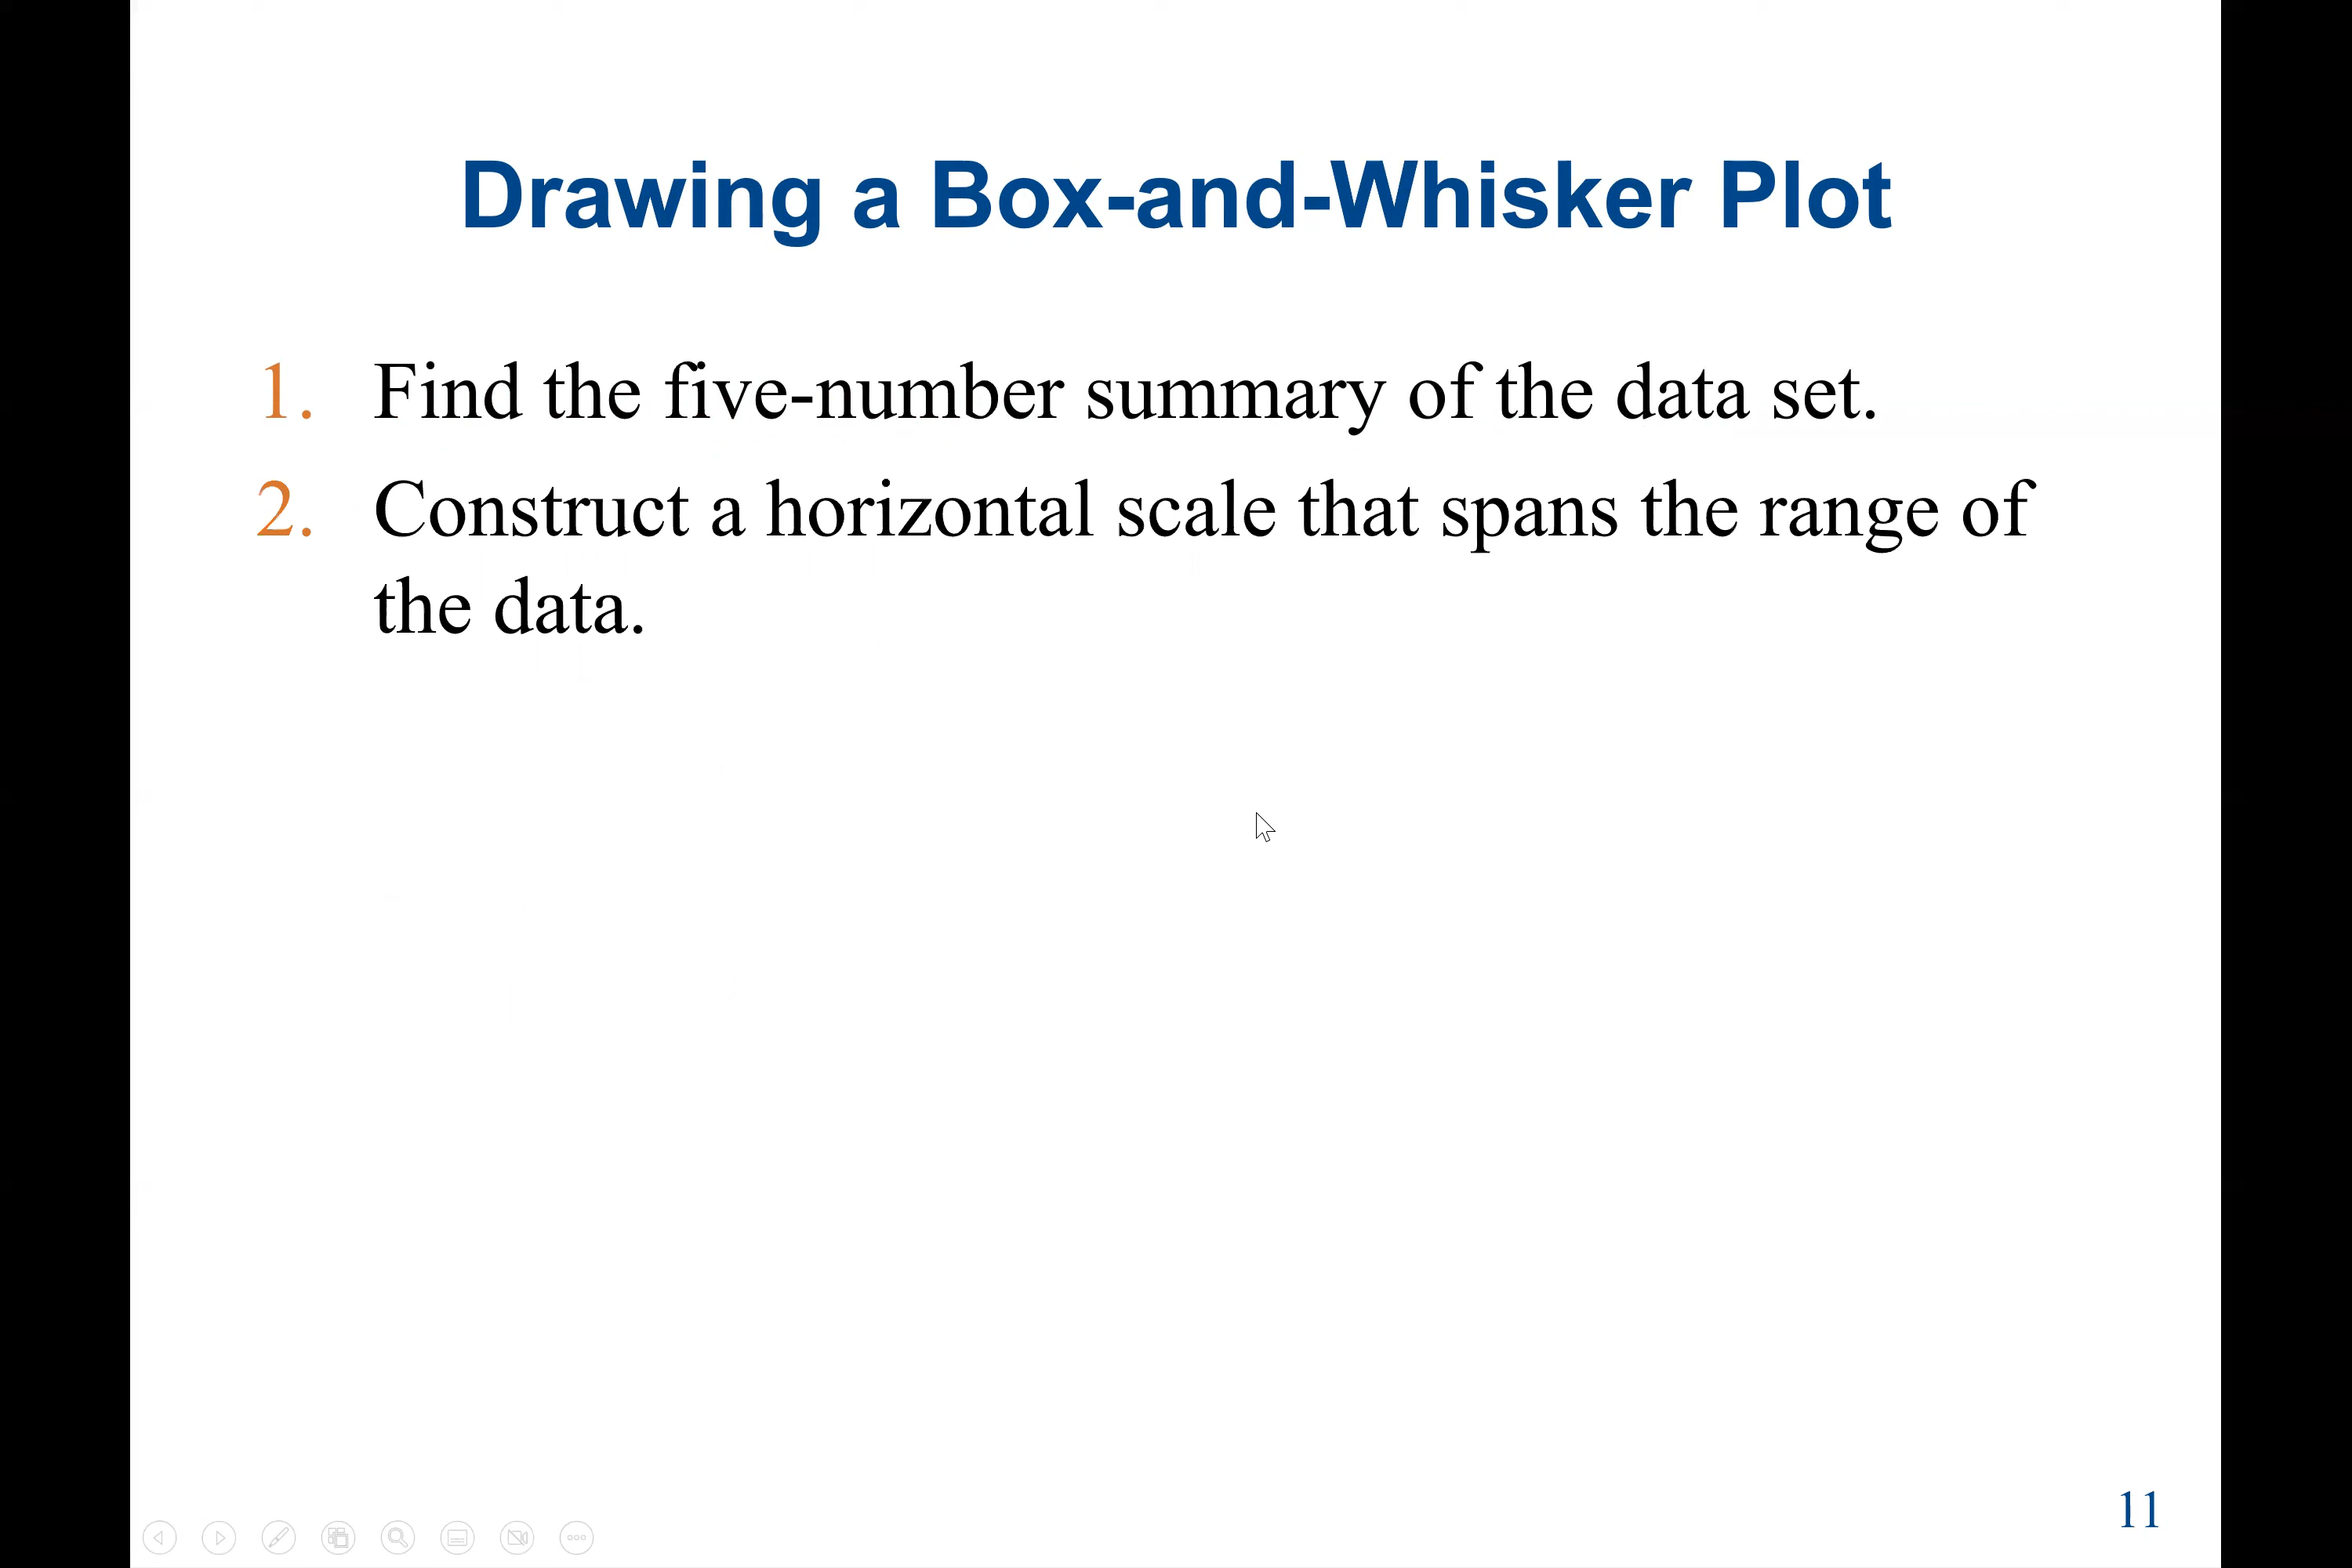 Drawing a Box-and-Whisker Plot
1. Find the five-number summary of the data set.
2. Construct a horizontal scale that spans the range of
the data.
11